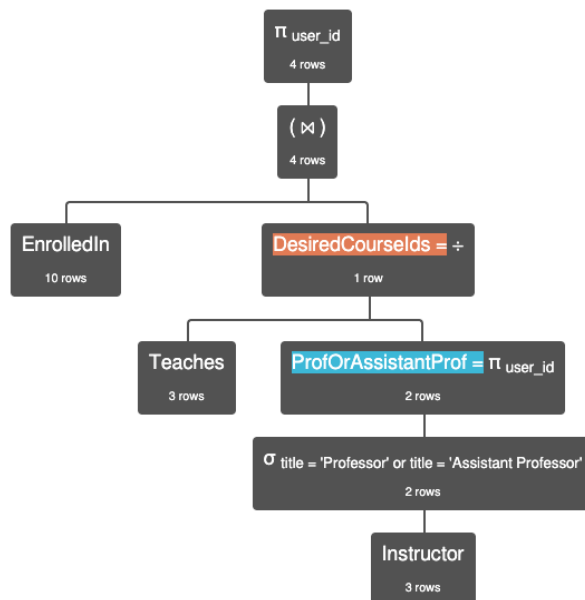 π user_id
4 rows
(⋈)
4 rows
EnrolledIn
10 rows
DesiredCourseIds = ÷
1 row
Teaches
3 rows
ProfOrAssistantProf = π user_id
2 rows
σ title = 'Professor' or title = 'Assistant Professor'
2 rows
Instructor
3 rows